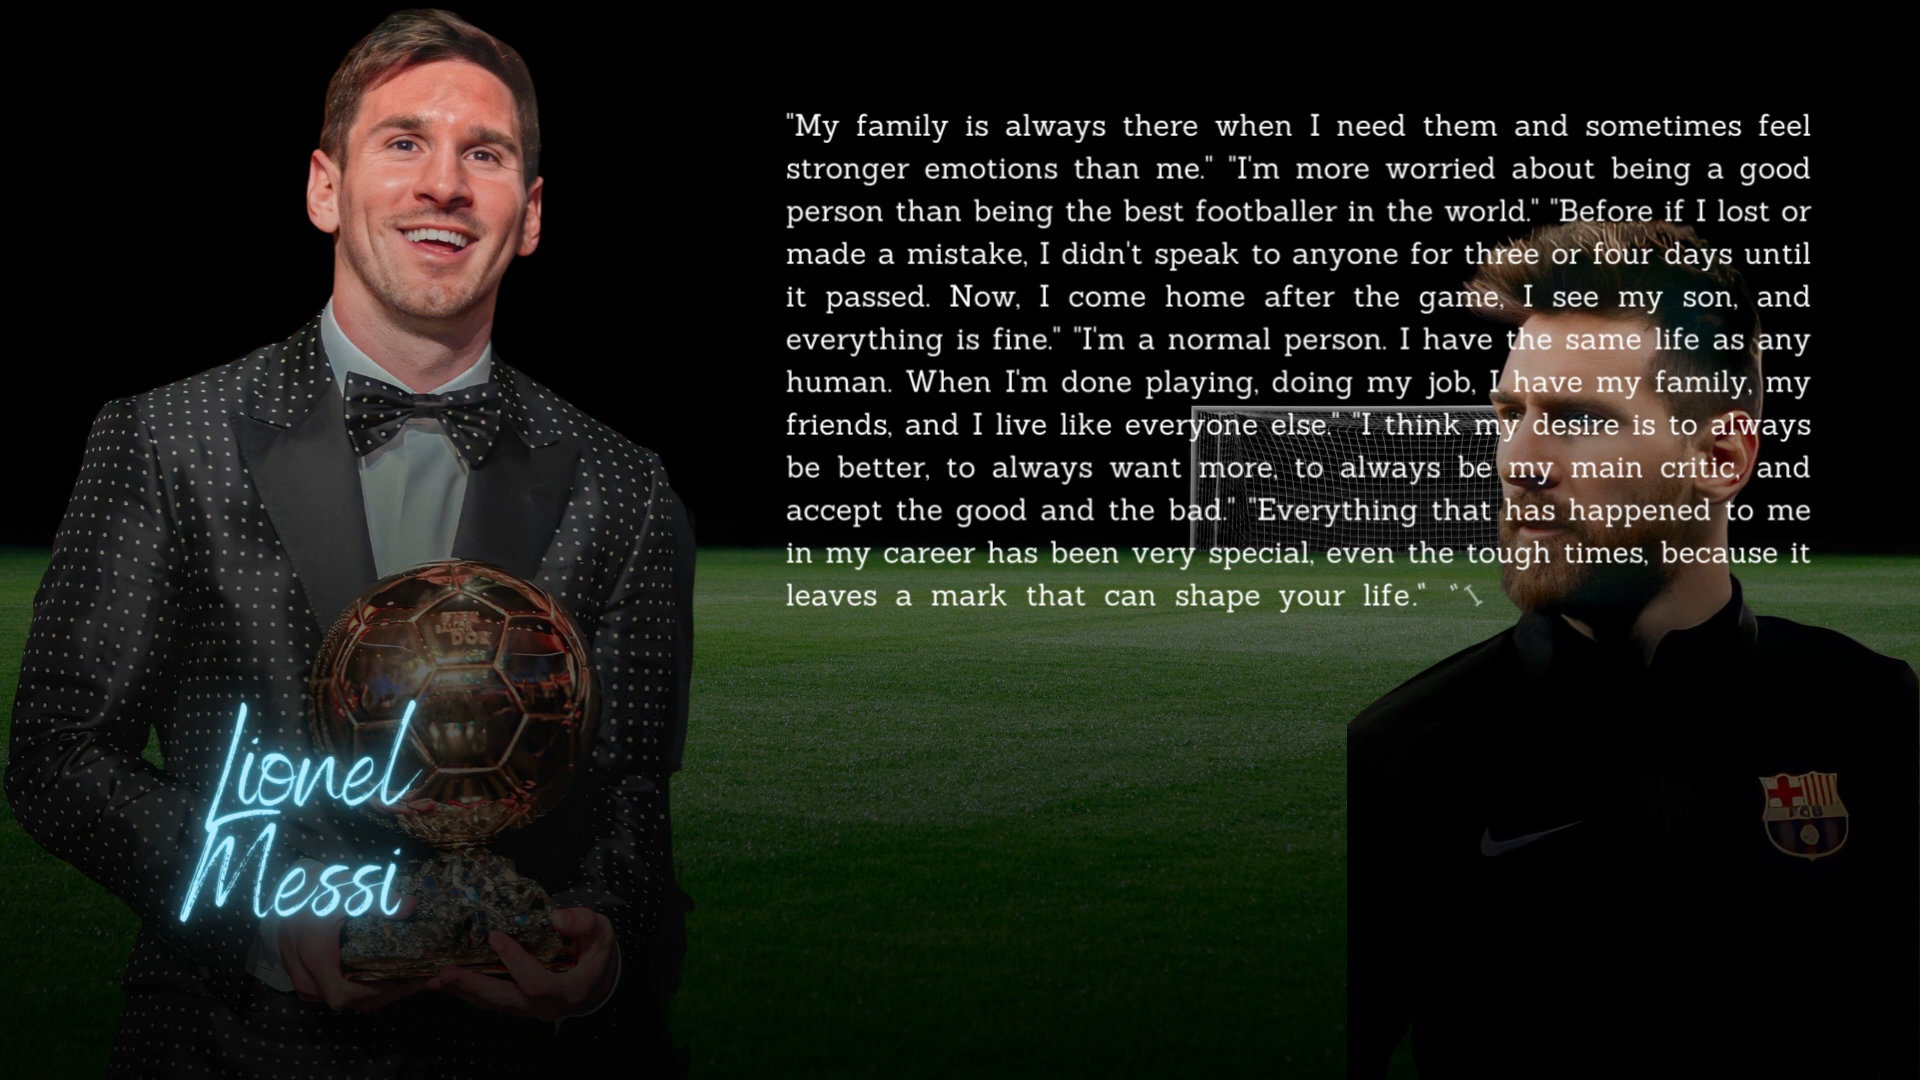 "My family is always there when I need them and sometimes feel
stronger emotions than me." "I'm more worried about being a good
person than being the best footballer in the world." "Before if I lost or
made a mistake, I didn't speak to anyone for three or four days until
it passed. Now, I come home after the game, I see my son, and
everything is fine." "I'm a normal person. I have the same life as any
human. When I'm done playing, doing my job, I have my family, my
friends, and I live like everyone else." "I think my desire is to always
be better, to always want more, to always be my main critic, and
accept the good and the bad." "Everything that has happened to me
in my career has been very special, even the tough times, because it
leaves a mark that can shape your life." "I
Lionel
Messi